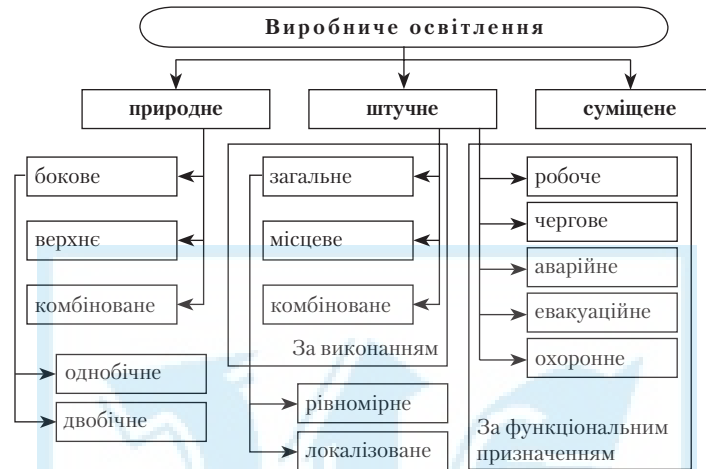 Виробниче освітлення
природне
штучне
суміщене
бокове
верхнє
комбіноване
однобічне
двобічне
загальне
місцеве
комбіноване
За виконанням
рівномірне
локалізоване
робоче
чергове
аварійне
евакуаційне
охоронне
За функціональним
призначенням